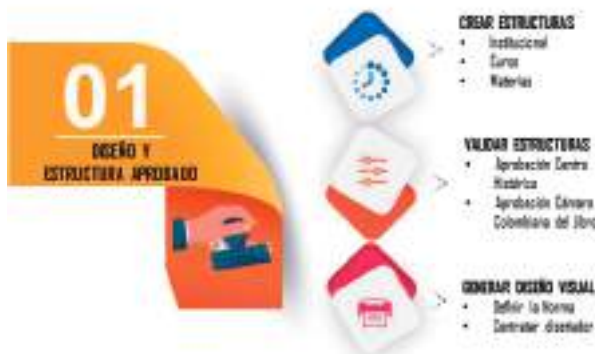 01
DISEÑO Y
ESTRUCTURA APROBADO
CREAR ESTRUCTURAS
• Institucional
• Curso
• Materias
VALIDAR ESTRUCTURAS
• Aprobación Centro
Histórico
• Aprobación Cámara
Colombiana del libro
GENERAR DISEÑO VISUAL
• Definir la Norma
• Contratar diseñador